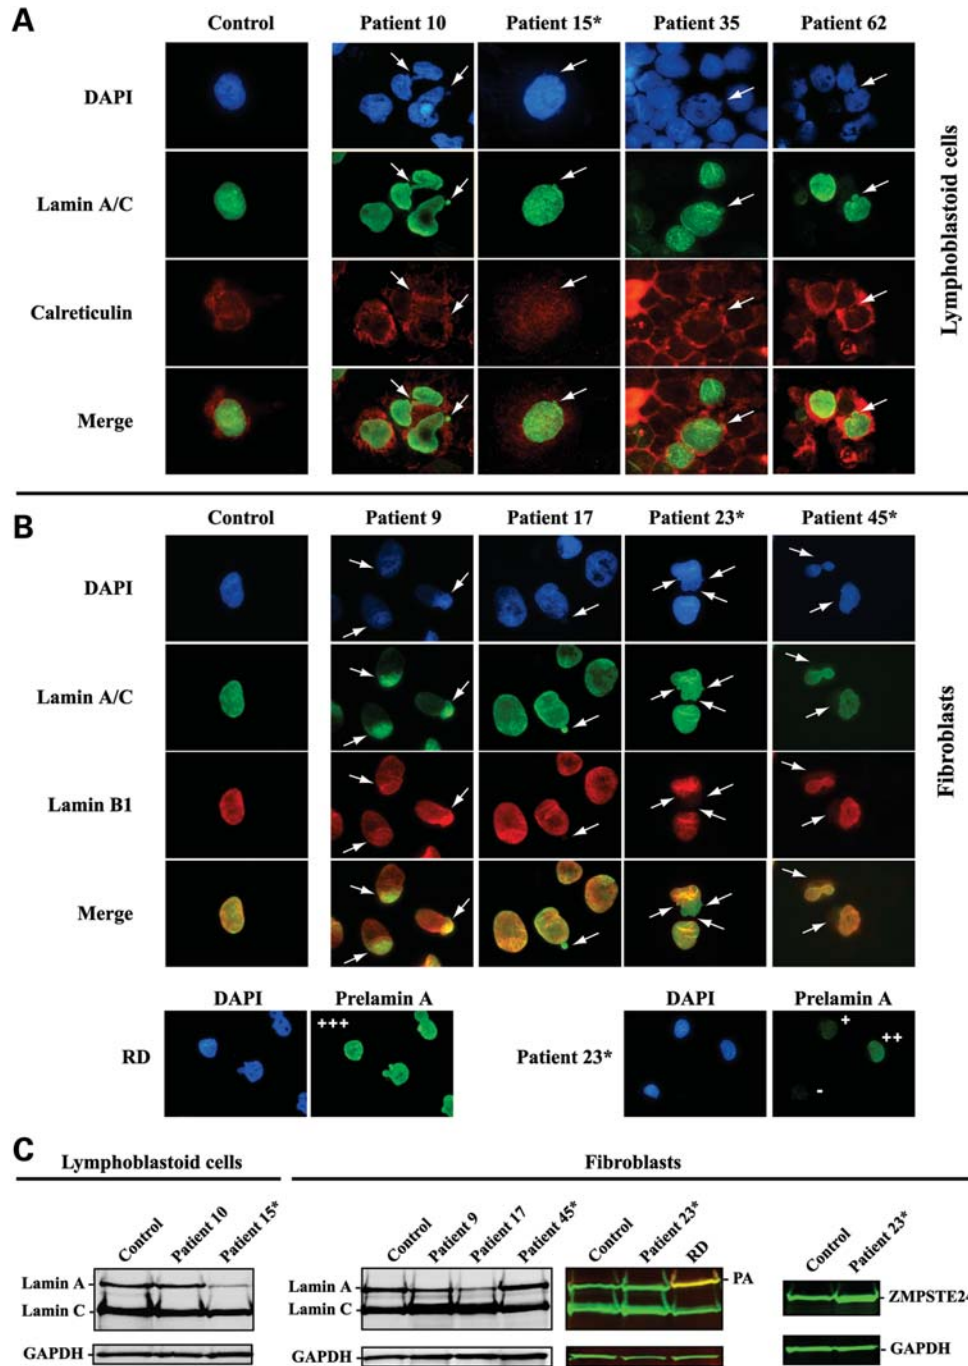 A
Control Patient 10 Patient 15* Patient 35 Patient 62
DAPI
Lamin A/C
Calreticulin
Merge
Lymphoblastoid cells
B
Control Patient 9 Patient 17 Patient 23* Patient 45*
DAPI
Lamin A/C
Lamin B1
Merge
Fibroblasts
DAPI Prelamin A DAPI Prelamin A
RD +++ Patient 23* + ++ -
C
Lymphoblastoid cells Fibroblasts
Control Patient 10 Patient 15* Control Patient 9 Patient 17 Patient 45* Control Patient 23* RD Control Patient 23*
Lamin A Lamin A PA ZMPSTE24
Lamin C Lamin C
GAPDH GAPDH GAPDH